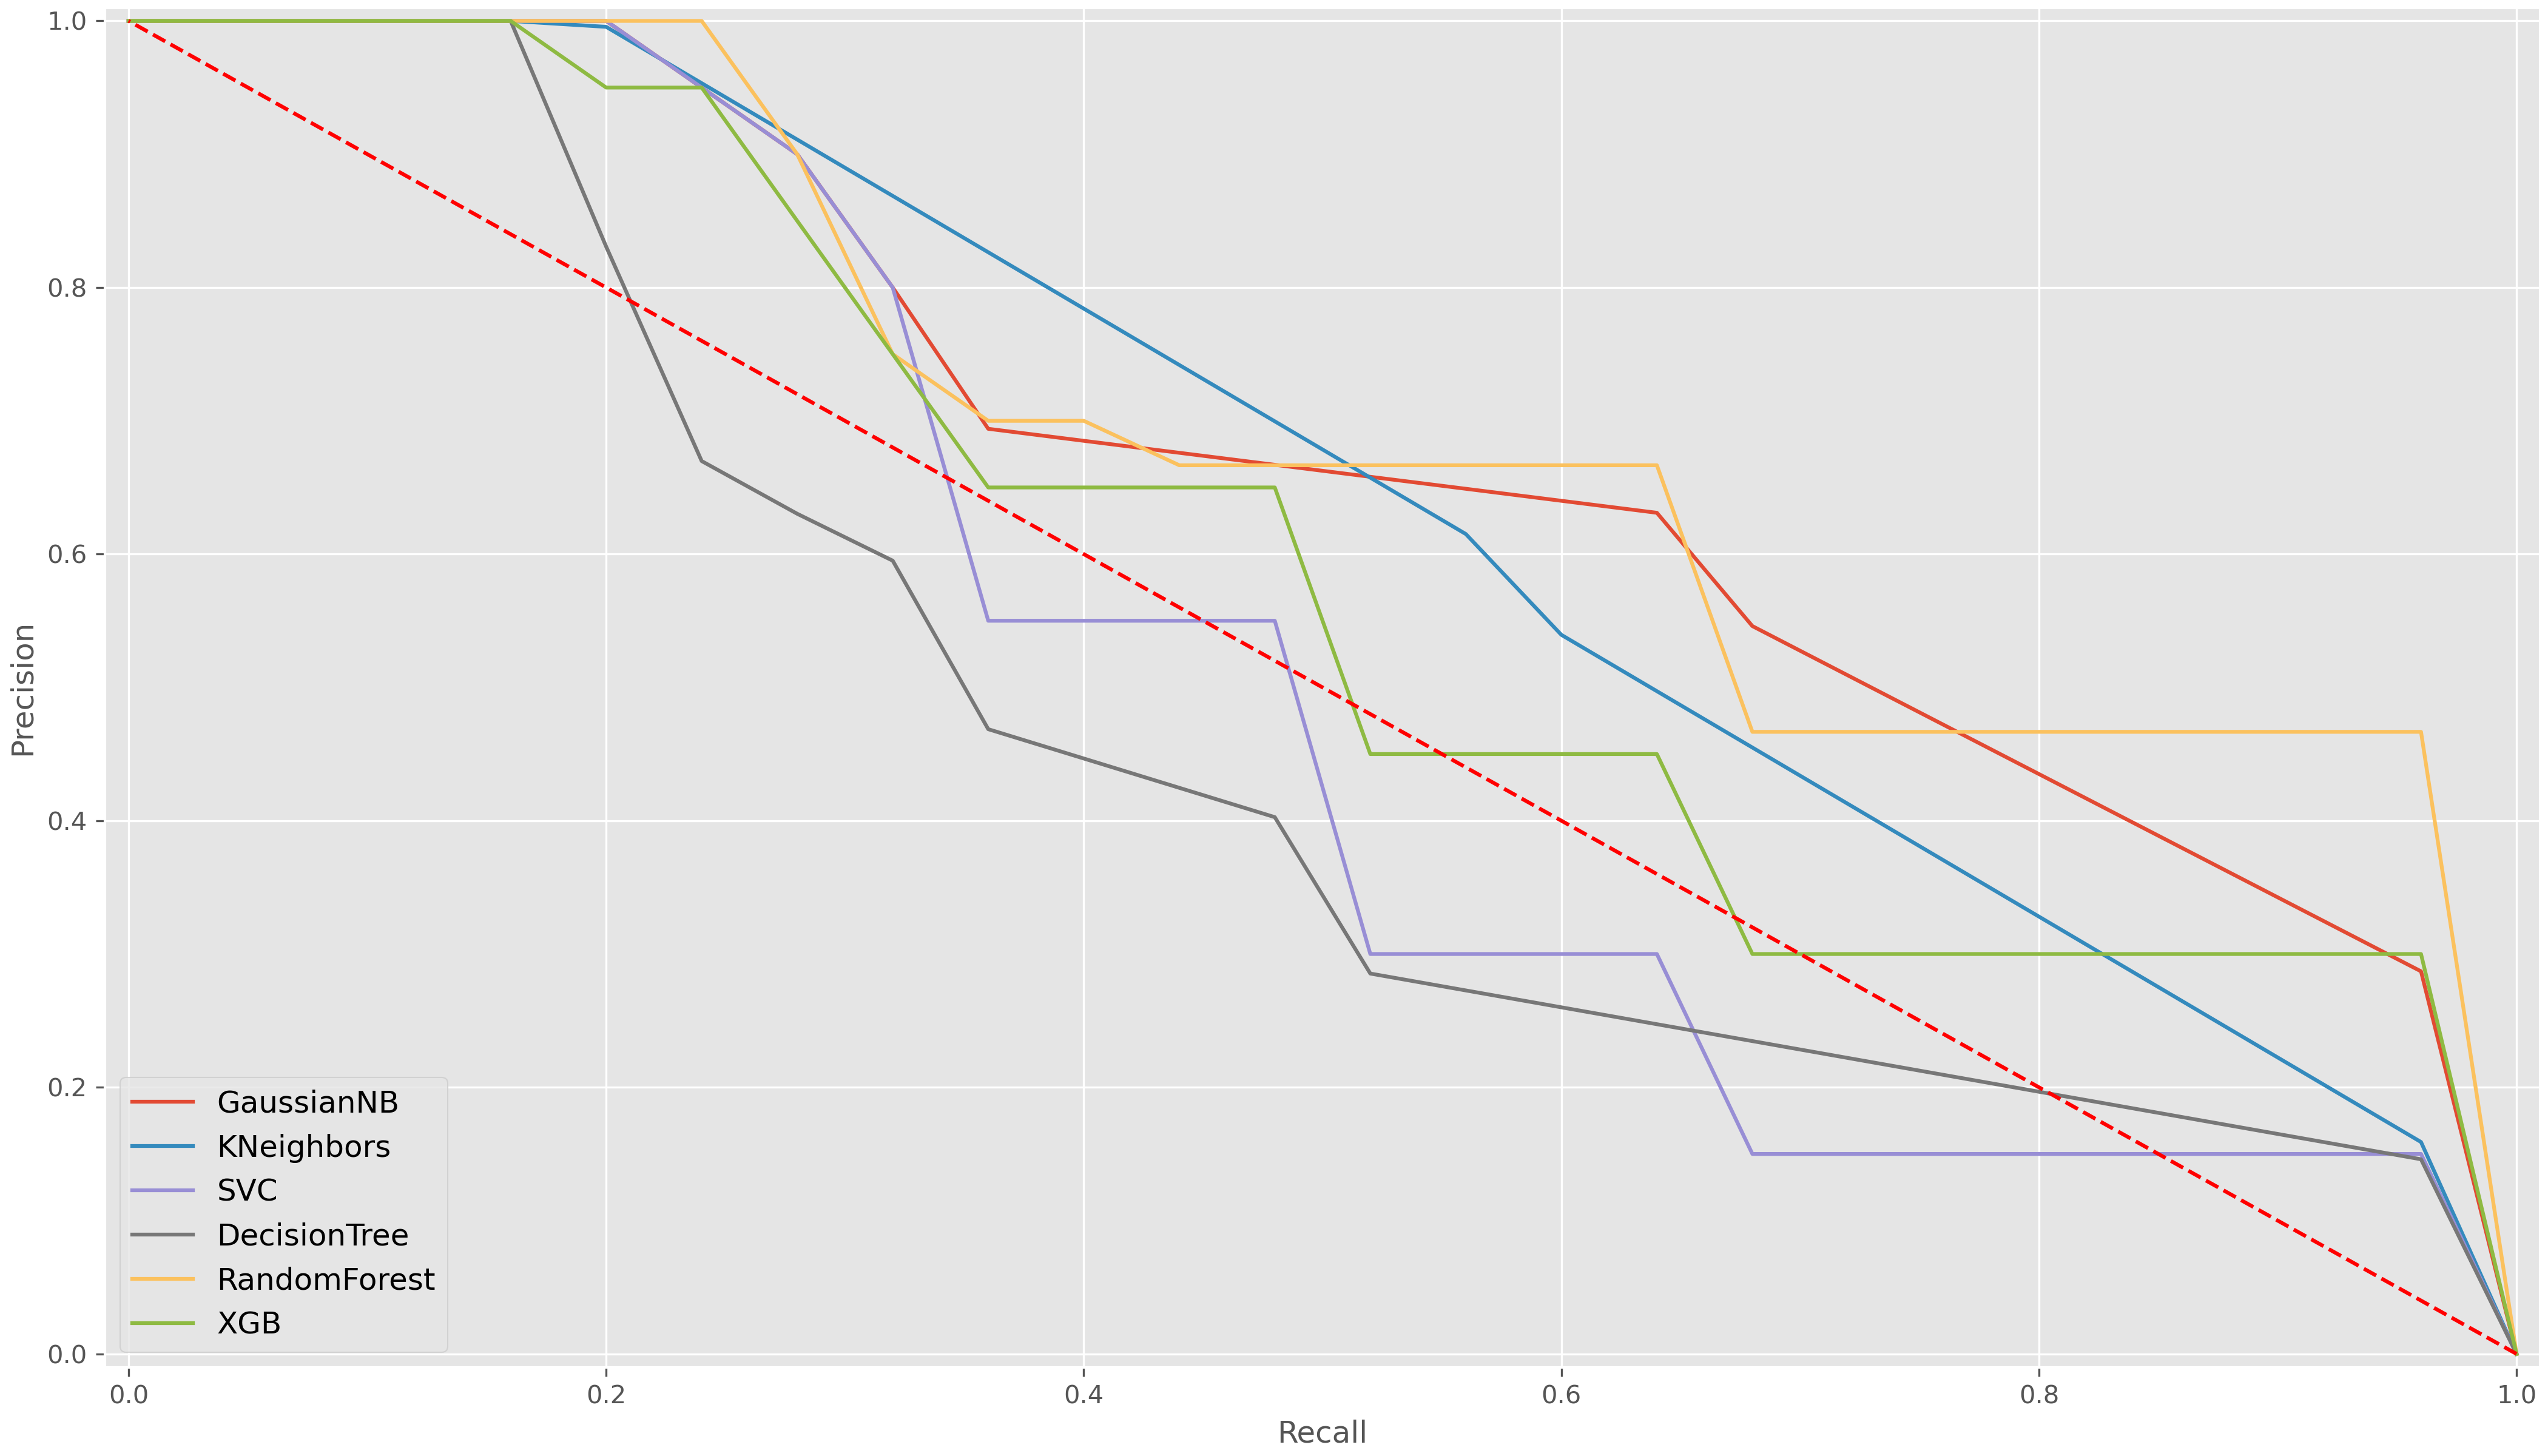 1.0
0.8
0.6
0.4
0.2
0.0
Precision
GaussianNB
KNeighbors
SVC
DecisionTree
RandomForest
XGB
0.0 0.2 0.4 0.6 0.8 1.0
Recall